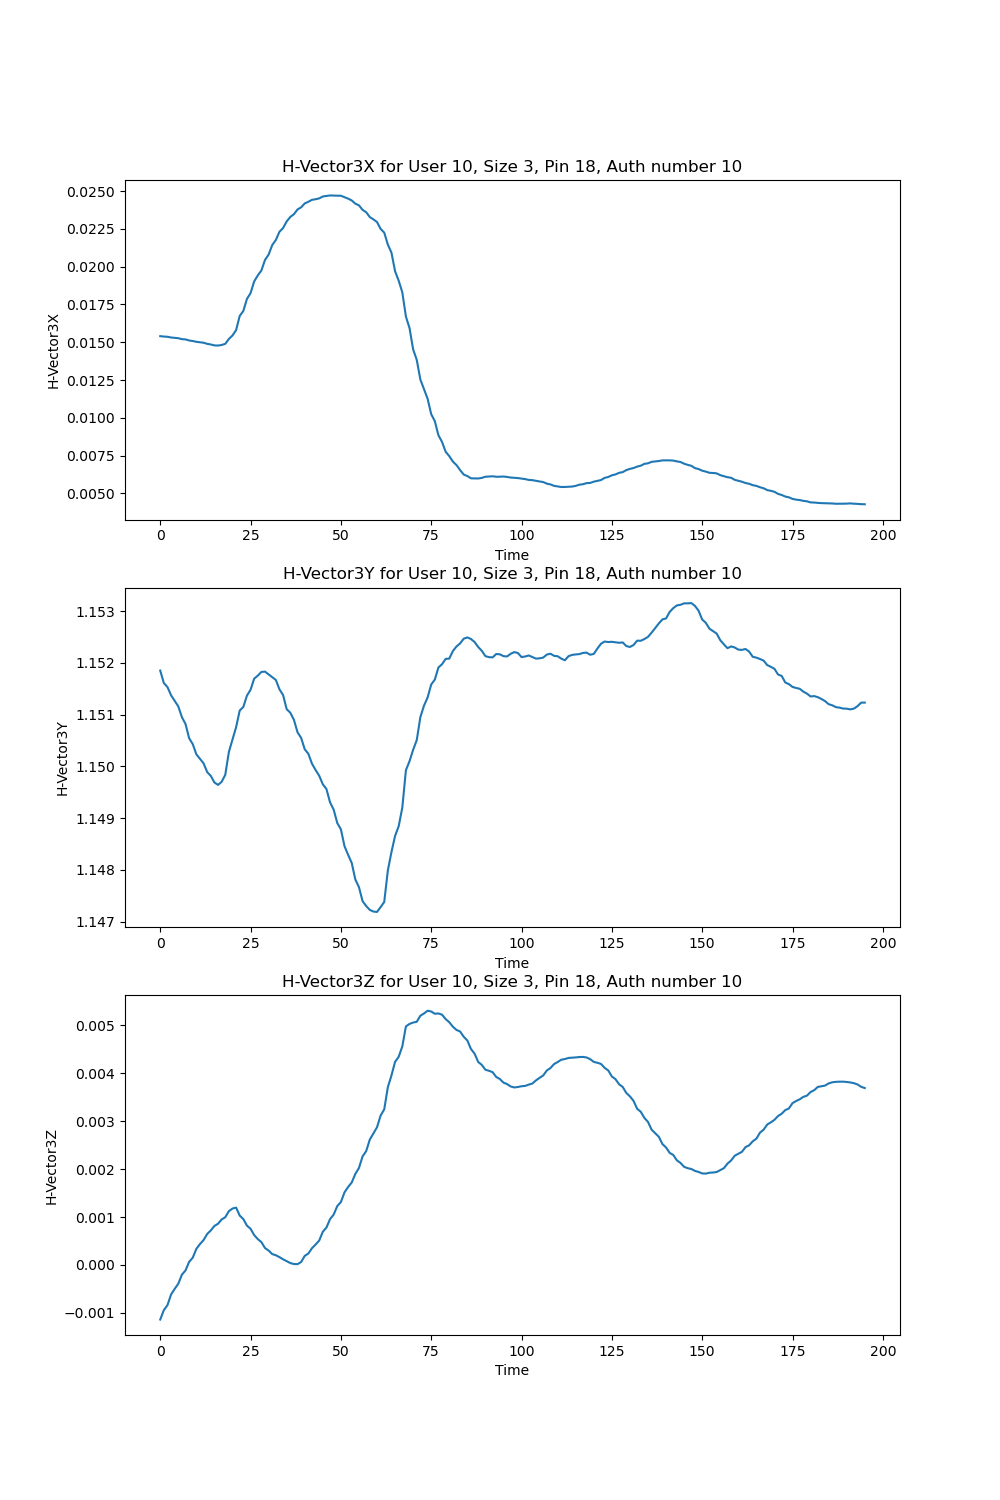 H-Vector3X for User 10, Size 3, Pin 18, Auth number 10
0.0250
0.0225
0.0200
0.0175
0.0150
0.0125
0.0100
0.0075
0.0050
H-Vector3X
0 25 50 75 100 125 150 175 200
Time
H-Vector3Y for User 10, Size 3, Pin 18, Auth number 10
1.153
1.152
1.151
1.150
1.149
1.148
1.147
H-Vector3Y
0 25 50 75 100 125 150 175 200
Time
H-Vector3Z for User 10, Size 3, Pin 18, Auth number 10
0.005
0.004
0.003
0.002
0.001
0.000
−0.001
H-Vector3Z
0 25 50 75 100 125 150 175 200
Time